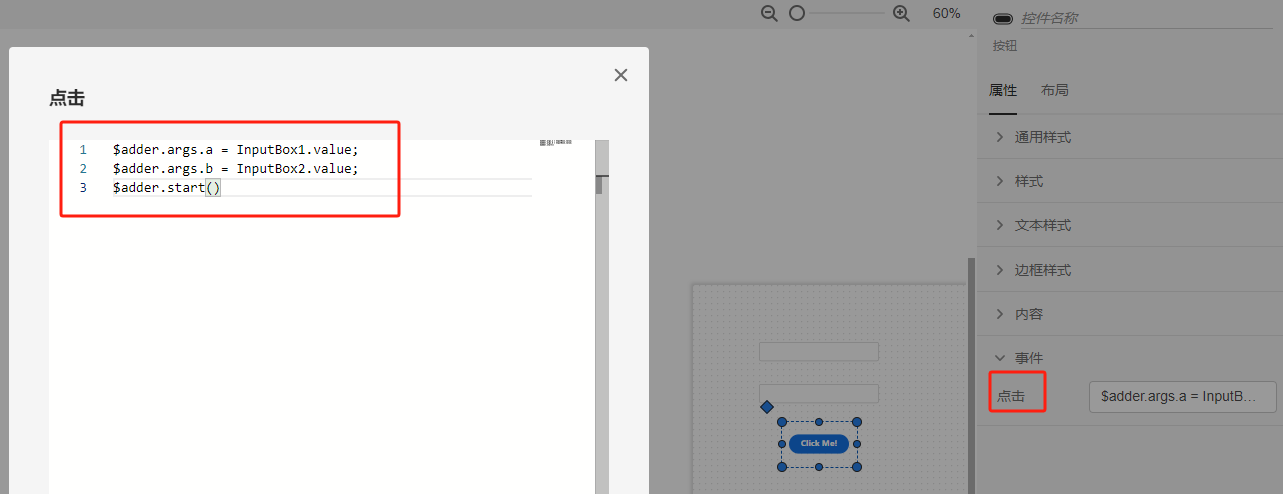 60%
控件名称
按钮
属性 布局
通用样式
样式
文本样式
边框样式
内容
事件
点击 $adder.args.a = InputB…
点击
1 $adder.args.a = InputBox1.value;
2 $adder.args.b = InputBox2.value;
3 $adder.start()
Click Me!